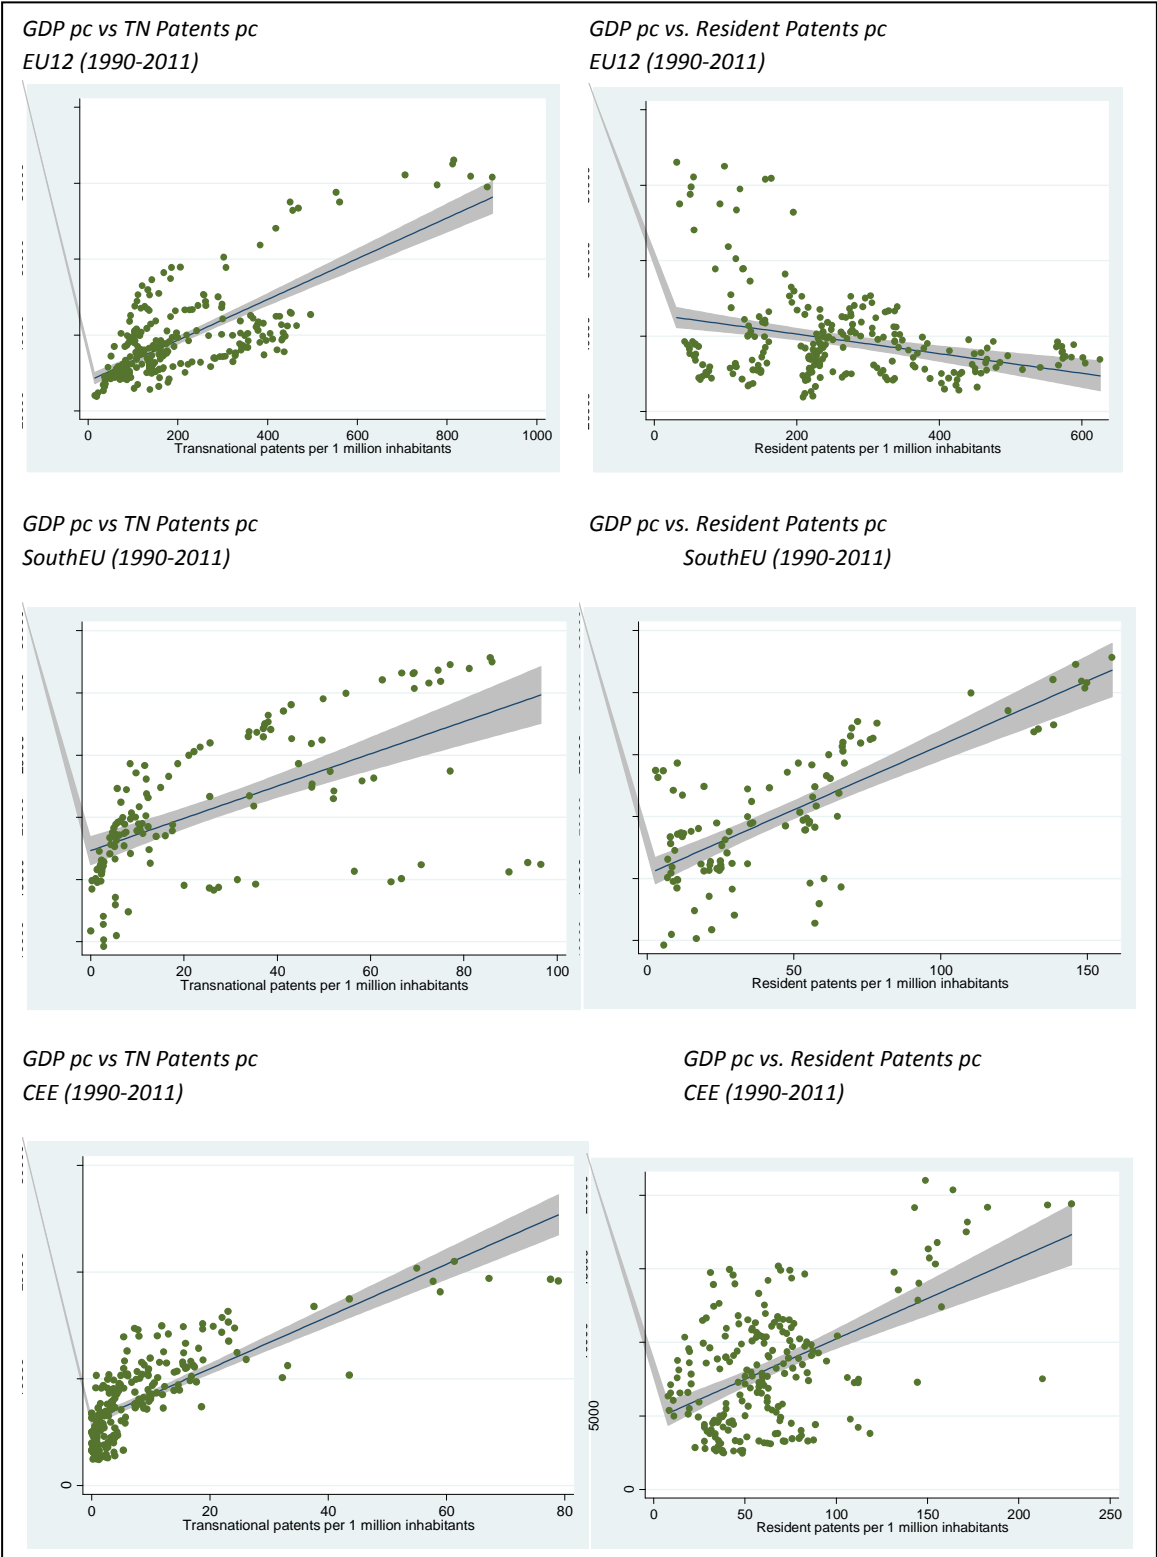 GDP pc vs TN Patents pc
EU12 (1990-2011)
0 200 400 600 800 1000
Transnational patents per 1 million inhabitants
GDP pc vs. Resident Patents pc
EU12 (1990-2011)
0 200 400 600
Resident patents per 1 million inhabitants
GDP pc vs TN Patents pc
SouthEU (1990-2011)
0 20 40 60 80 100
Transnational patents per 1 million inhabitants
GDP pc vs. Resident Patents pc
SouthEU (1990-2011)
0 50 100 150
Resident patents per 1 million inhabitants
GDP pc vs TN Patents pc
CEE (1990-2011)
0
0 20 40 60 80
Transnational patents per 1 million inhabitants
GDP pc vs. Resident Patents pc
CEE (1990-2011)
5000
0
0 50 100 150 200 250
Resident patents per 1 million inhabitants